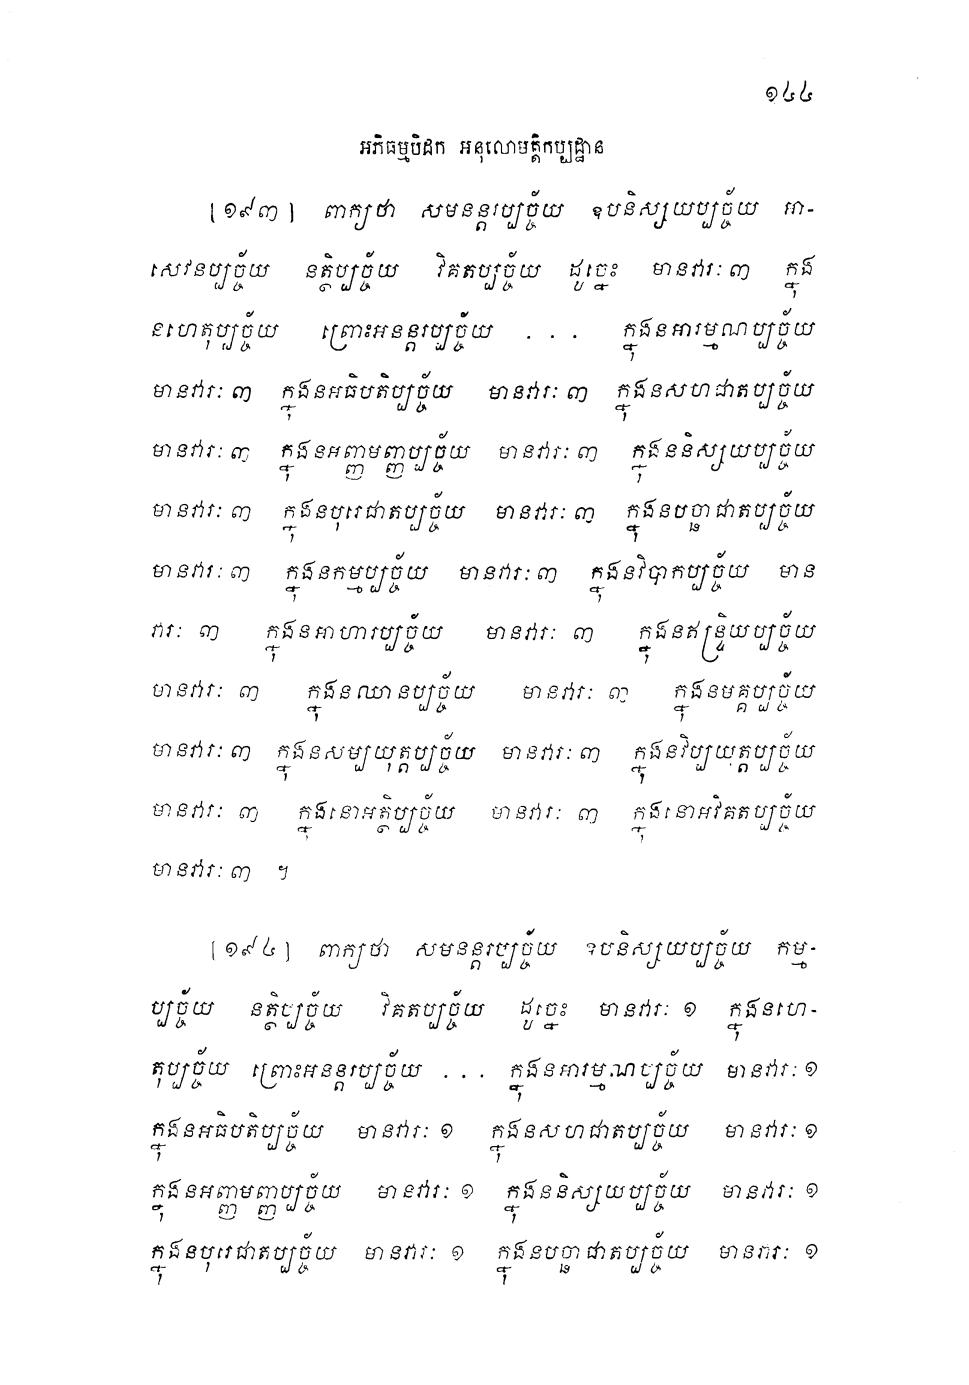 ១៤៤
អភិធម្មបិដក អនុលោមត្តិកប្បដ្ឋាន
[១៩៣] ពាក្យថា សមនន្តរប្បច្ច័យ ឧបនិស្សយប្បច្ច័យ អា-
សេវនប្បច្ច័យ នត្ថិប្បច្ច័យ វិគតប្បច្ច័យ ដូច្នេះ មានវារៈ ៣ ក្នុង
នហេតុប្បច្ច័យ ព្រោះអនន្តរប្បច្ច័យ . . . ក្នុងនអារម្មណប្បច្ច័យ
មានវារៈ ៣ ក្នុងនអធិបតិប្បច្ច័យ មានវារៈ ៣ ក្នុងនសហជាតប្បច្ច័យ
មានវារៈ ៣ ក្នុងនអញ្ញាមញ្ញប្បច្ច័យ មានវារៈ ៣ ក្នុងននិស្សយប្បច្ច័យ
មានវារៈ ៣ ក្នុងនបុរេជាតប្បច្ច័យ មានវារៈ ៣ ក្នុងនបច្ឆាជាតប្បច្ច័យ
មានវារៈ ៣ ក្នុងនកម្មប្បច្ច័យ មានវារៈ ៣ ក្នុងនវិបាកប្បច្ច័យ មាន
វារៈ ៣ ក្នុងនអាហារប្បច្ច័យ មានវារៈ ៣ ក្នុងនឥន្ទ្រិយប្បច្ច័យ
មានវារៈ ៣ ក្នុងនឈានប្បច្ច័យ មានវារៈ ៣ ក្នុងនមគ្គប្បច្ច័យ
មានវារៈ ៣ ក្នុងនសម្បយុត្តប្បច្ច័យ មានវារៈ ៣ ក្នុងនវិប្បយុត្តប្បច្ច័យ
មានវារៈ ៣ ក្នុងនោអត្ថិប្បច្ច័យ មានវារៈ ៣ ក្នុងនោអវិគតប្បច្ច័យ
មានវារៈ ៣ ។
[១៩៤] ពាក្យថា សមនន្តរប្បច្ច័យ ឧបនិស្សយប្បច្ច័យ កម្ម-
ប្បច្ច័យ នត្ថិប្បច្ច័យ វិគតប្បច្ច័យ ដូច្នេះ មានវារៈ ១ ក្នុងនហេ-
តុប្បច្ច័យ ព្រោះអនន្តរប្បច្ច័យ . . . ក្នុងនអារម្មណប្បច្ច័យ មានវារៈ ១
ក្នុងនអធិបតិប្បច្ច័យ មានវារៈ ១ ក្នុងនសហជាតប្បច្ច័យ មានវារៈ ១
ក្នុងនអញ្ញាមញ្ញប្បច្ច័យ មានវារៈ ១ ក្នុងននិស្សយប្បច្ច័យ មានវារៈ ១
ក្នុងនបុរេជាតប្បច្ច័យ មានវារៈ ១ ក្នុងនបច្ឆាជាតប្បច្ច័យ មានវារៈ ១